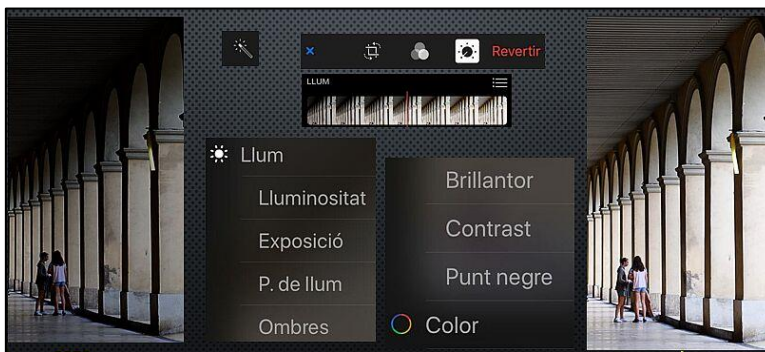 Revertir
LLUM
Llum
Lluminositat
Exposició
P. de llum
Ombres
Brillantor
Contrast
Punt negre
Color